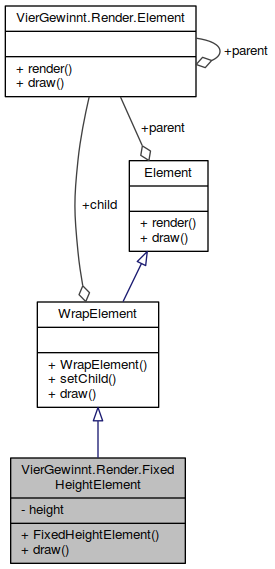 VierGewinnt.Render.Element
+ render()
+ draw()
+parent
+parent
+child
Element
+ render()
+ draw()
WrapElement
+ WrapElement()
+ setChild()
+ draw()
VierGewinnt.Render.Fixed
HeightElement
- height
+ FixedHeightElement()
+ draw()